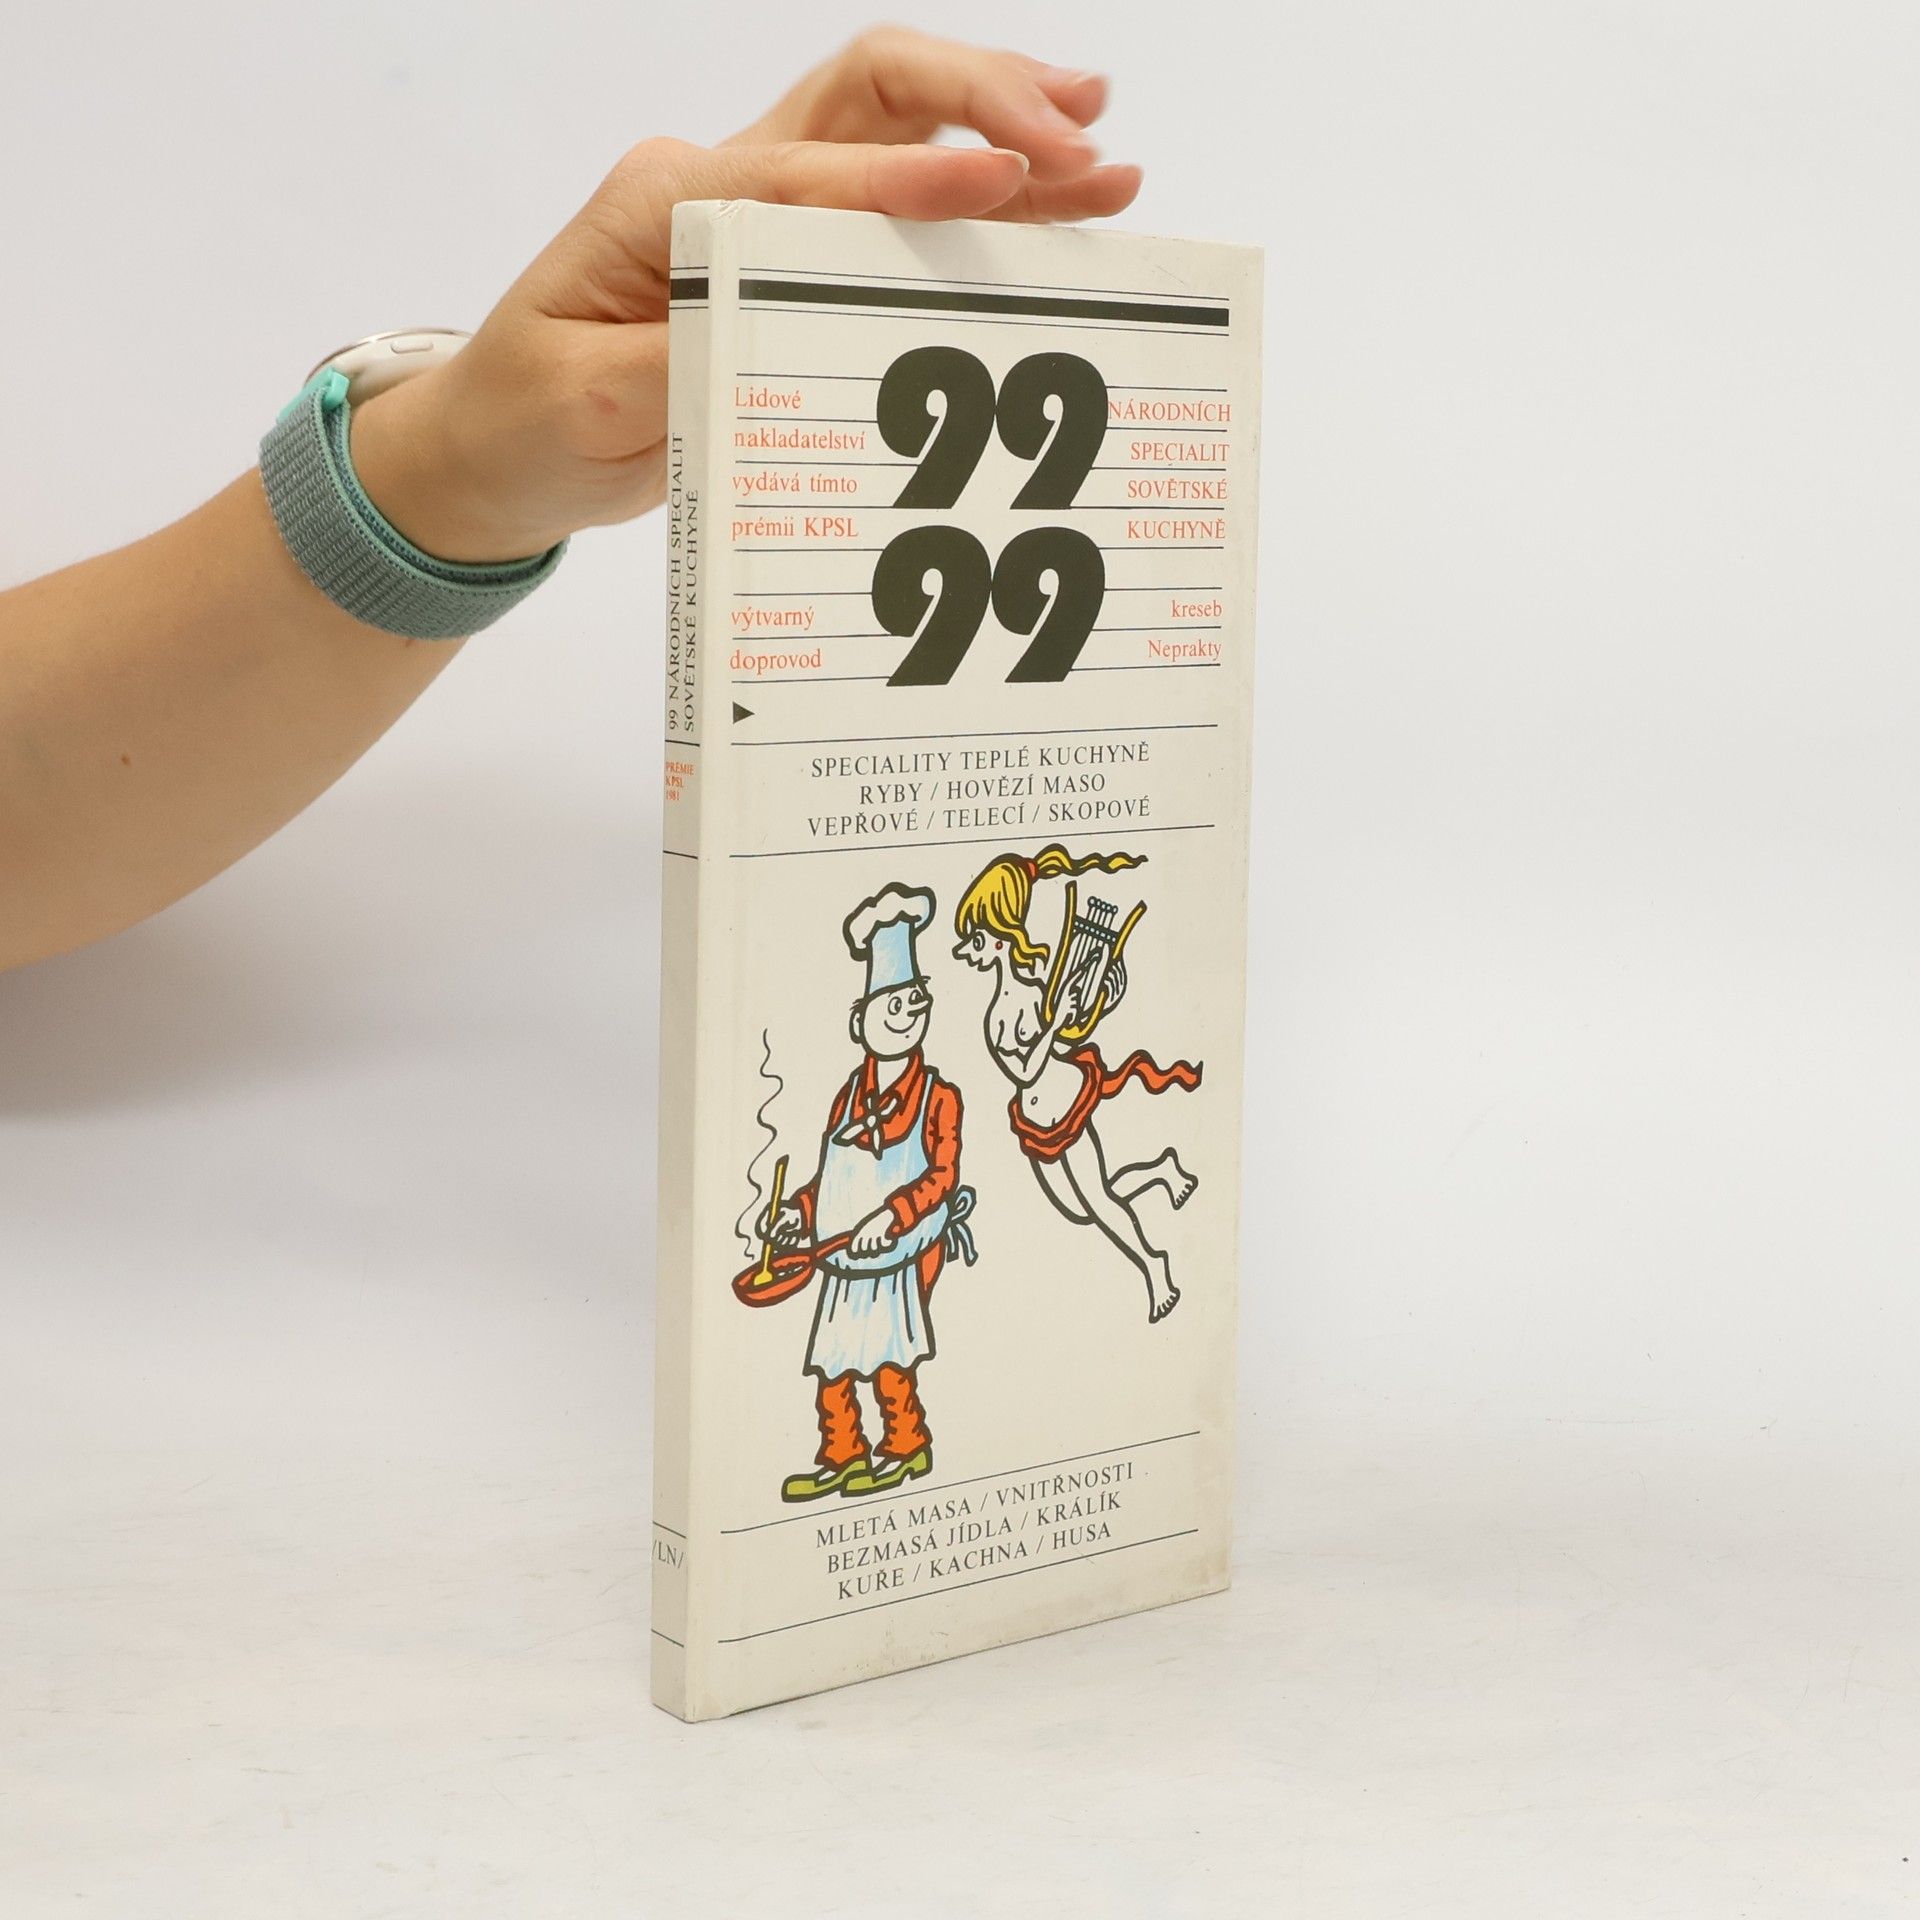 99 NÁRODNÍCH SPECIALIT
SOVĚTSKÉ KUCHYNĚ
PRÉMIE
KPSL
1981
/LN/
Lidové
nakladatelství
vydává tímto
prémii KPSL
99
NÁRODNÍCH
SPECIALIT
SOVĚTSKÉ
KUCHYNĚ
výtvarný
doprovod
99
kreseb
Neprakty
SPECIALITY TEPLÉ KUCHYNĚ
RYBY / HOVĚZÍ MASO
VEPŘOVÉ / TELECÍ / SKOPOVÉ
MLETÁ MASA / VNITŘNOSTI
BEZMASÁ JÍDLA / KRÁLÍK
KUŘE / KACHNA / HUSA